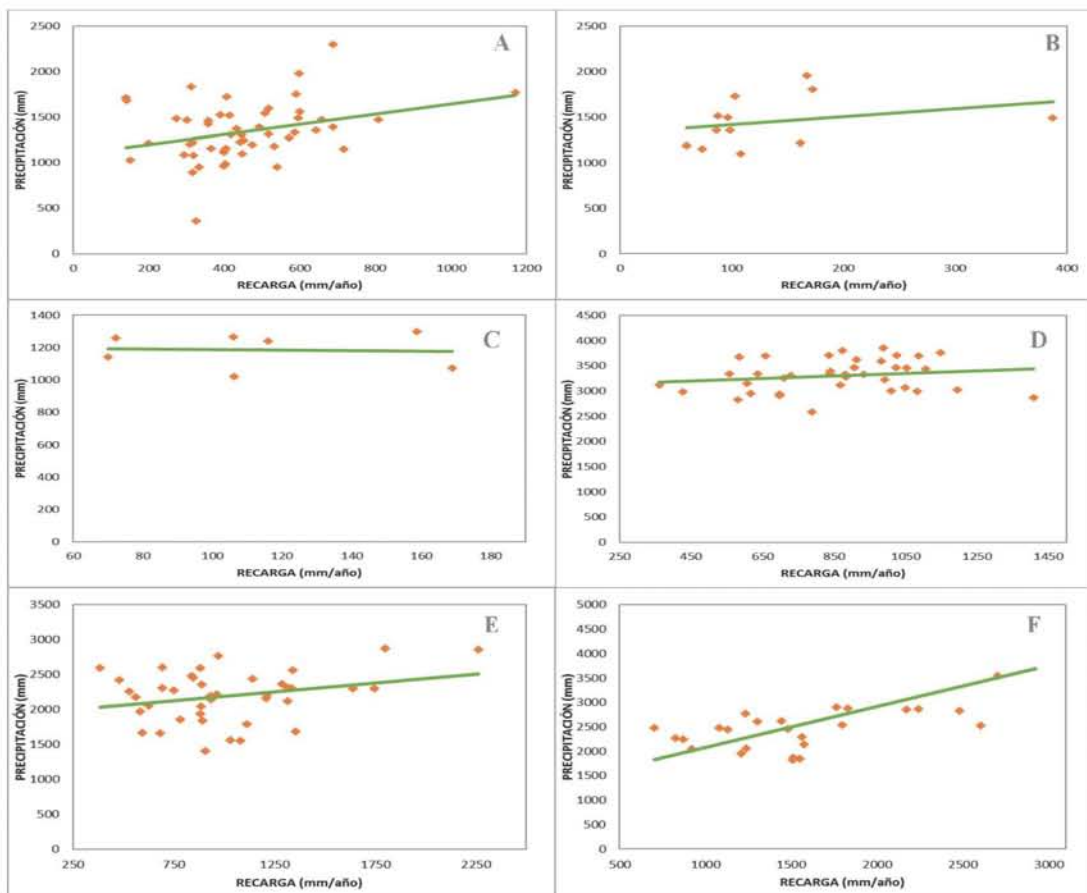 A
PRECIPITACIÓN (mm)
2500
2000
1500
1000
500
0
0 200 400 600 800 1000 1200
RECARGA (mm/año)
B
PRECIPITACIÓN (mm)
2500
2000
1500
1000
500
0
0 100 200 300 400
RECARGA (mm/año)
C
PRECIPITACIÓN (mm)
1400
1200
1000
800
600
400
200
0
60 80 100 120 140 160 180
RECARGA (mm/año)
D
PRECIPITACIÓN (mm)
4500
4000
3500
3000
2500
2000
1500
1000
500
0
250 450 650 850 1050 1250 1450
RECARGA (mm/año)
E
PRECIPITACIÓN (mm)
3500
3000
2500
2000
1500
1000
500
0
250 750 1250 1750 2250
RECARGA (mm/año)
F
PRECIPITACIÓN (mm)
5000
4500
4000
3500
3000
2500
2000
1500
1000
500
0
500 1000 1500 2000 2500 3000
RECARGA (mm/año)